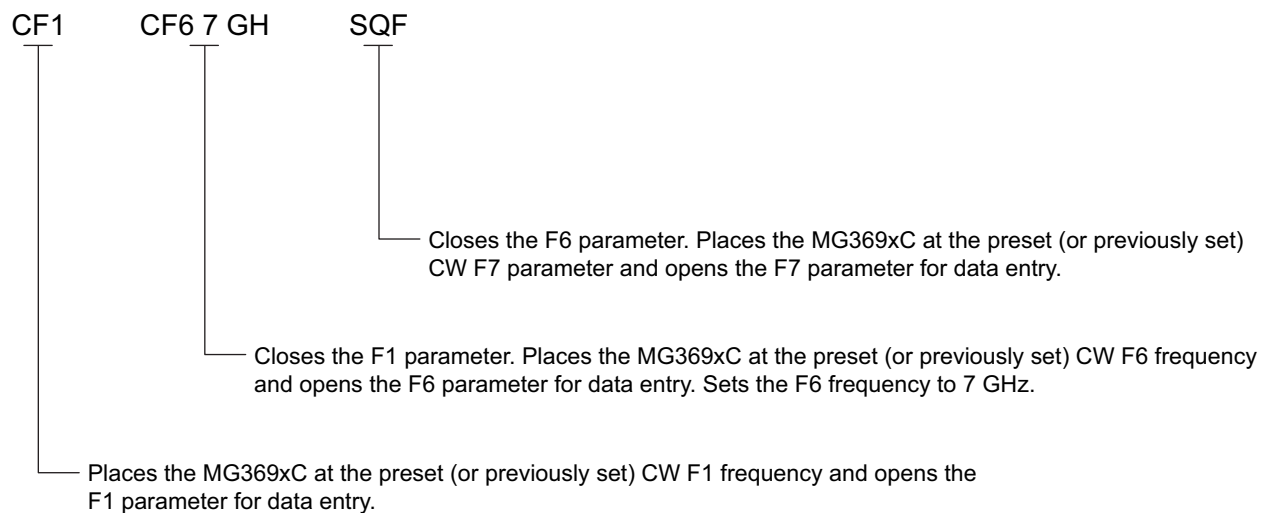 CF1 CF6 7 GH SQF
Closes the F6 parameter. Places the MG369xC at the preset (or previously set)
CW F7 parameter and opens the F7 parameter for data entry.
Closes the F1 parameter. Places the MG369xC at the preset (or previously set) CW F6 frequency
and opens the F6 parameter for data entry. Sets the F6 frequency to 7 GHz.
Places the MG369xC at the preset (or previously set) CW F1 frequency and opens the
F1 parameter for data entry.